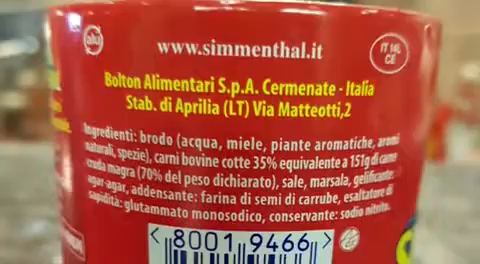 alu
www.simmenthal.it
IT 14L
CE
Bolton Alimentari S.p.A. Cermenate - Italia
Stab. di Aprilia (LT) Via Matteotti,2
Ingredienti: brodo (acqua, miele, piante aromatiche, aromi
naturali, spezie), carni bovine cotte 35% equivalente a 151g di carne
cruda magra (70% del peso dichiarato), sale, marsala, gelificante:
agar-agar, addensante: farina di semi di carrube, esaltatore di
sapidità: glutammato monosodico, conservante: sodio nitrito.
<80019466>